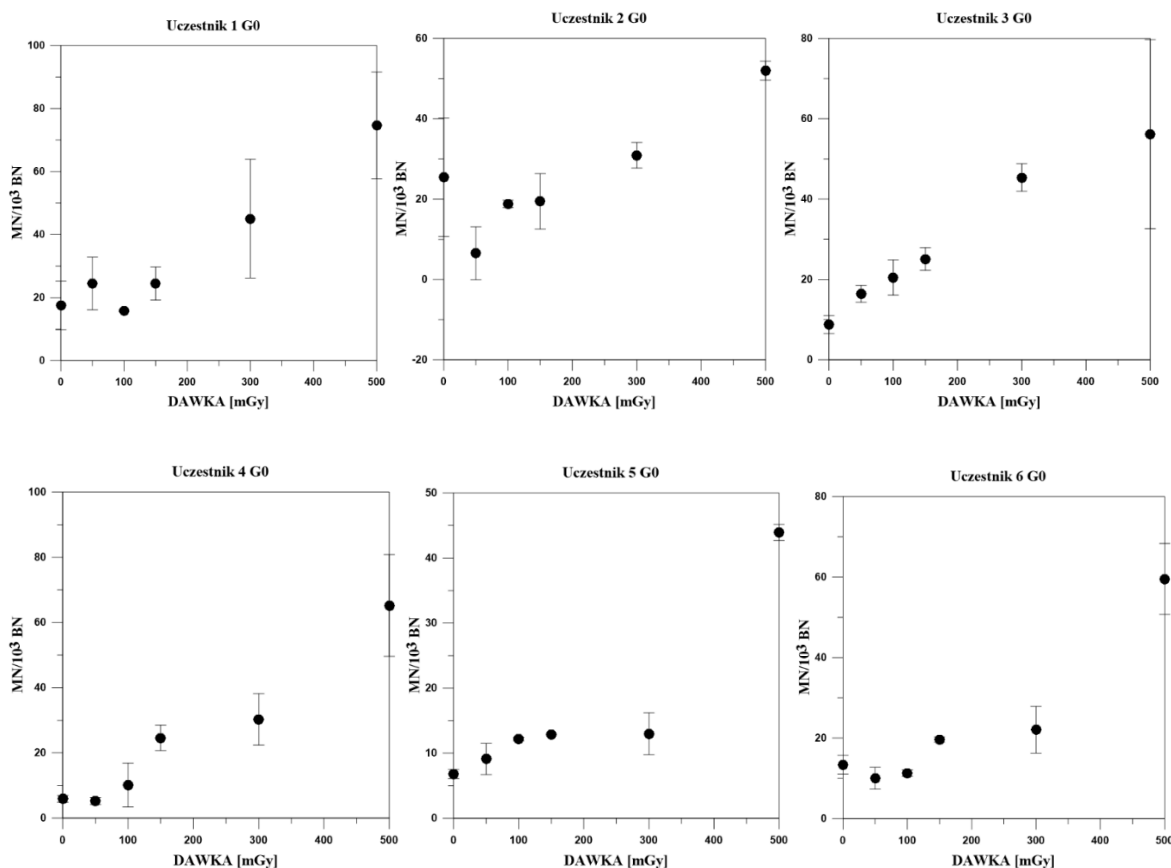 Uczestnik 1 G0
100
80
60
40
20
0
MN/10³ BN
0 100 200 300 400 500
DAWKA [mGy]
Uczestnik 2 G0
60
40
20
0
-20
MN/10³ BN
0 100 200 300 400 500
DAWKA [mGy]
Uczestnik 3 G0
80
60
40
20
0
MN/10³ BN
0 100 200 300 400 500
DAWKA [mGy]
Uczestnik 4 G0
100
80
60
40
20
0
MN/10³ BN
0 100 200 300 400 500
DAWKA [mGy]
Uczestnik 5 G0
50
40
30
20
10
0
MN/10³ BN
0 100 200 300 400 500
DAWKA [mGy]
Uczestnik 6 G0
80
60
40
20
0
MN/10³ BN
0 100 200 300 400 500
DAWKA [mGy]